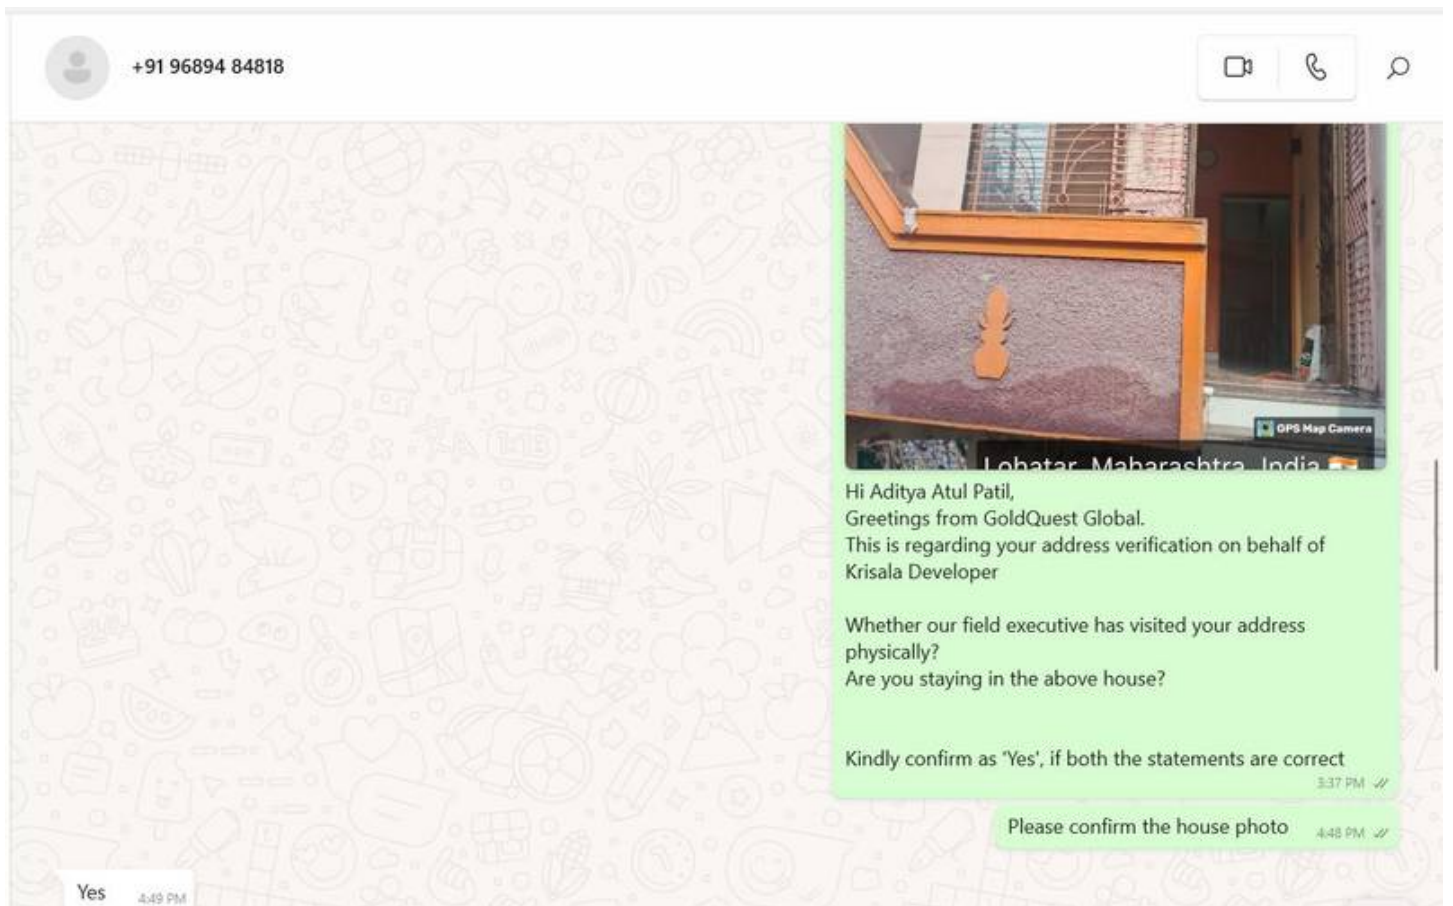 +91 96894 84818
GPS Map Camera
Lohatar, Maharashtra, India
Hi Aditya Atul Patil,
Greetings from GoldQuest Global.
This is regarding your address verification on behalf of
Krisala Developer
Whether our field executive has visited your address
physically?
Are you staying in the above house?
Kindly confirm as 'Yes', if both the statements are correct
3:37 PM
Please confirm the house photo
4:48 PM
Yes
4:49 PM